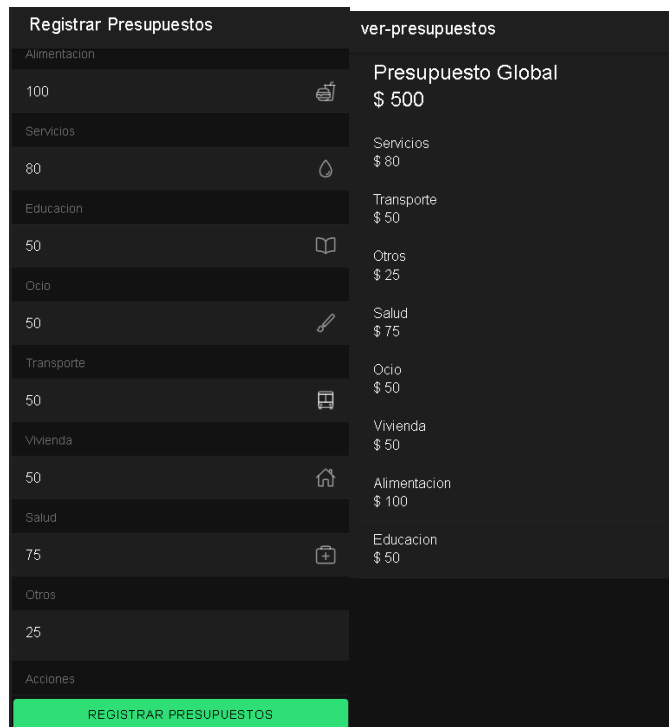 Registrar Presupuestos
Alimentacion
100
Servicios
80
Educacion
50
Ocio
50
Transporte
50
Vivienda
50
Salud
75
Otros
25
Acciones
REGISTRAR PRESUPUESTOS
ver-presupuestos
Presupuesto Global
$ 500
Servicios
$ 80
Transporte
$ 50
Otros
$ 25
Salud
$ 75
Ocio
$ 50
Vivienda
$ 50
Alimentacion
$ 100
Educacion
$ 50